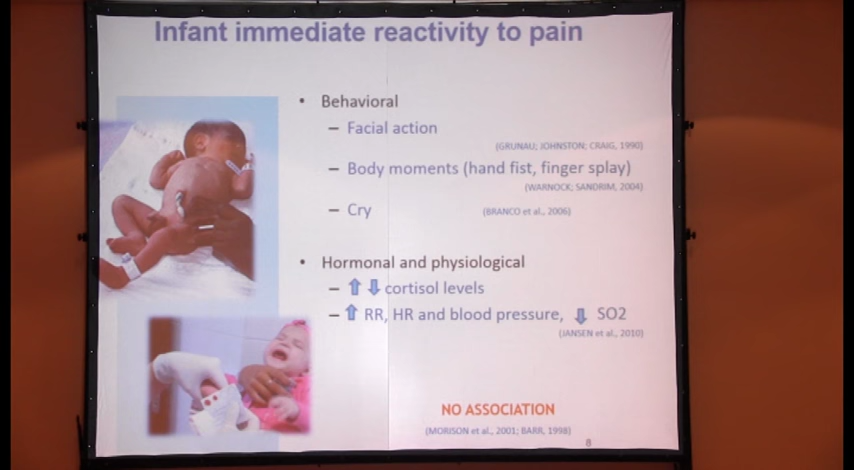 Infant immediate reactivity to pain
• Behavioral
– Facial action
(GRUNAU; JOHNSTON; CRAIG, 1990)
– Body moments (hand fist, finger splay)
(WARNOCK; SANDRIM, 2004)
– Cry (BRANCO et al., 2006)
• Hormonal and physiological
– ⇧ ⇩ cortisol levels
– ⇧ RR, HR and blood pressure, ⇩ SO2
(JANSEN et al., 2010)
NO ASSOCIATION
(MORISON et al., 2001; BARR, 1998)
8